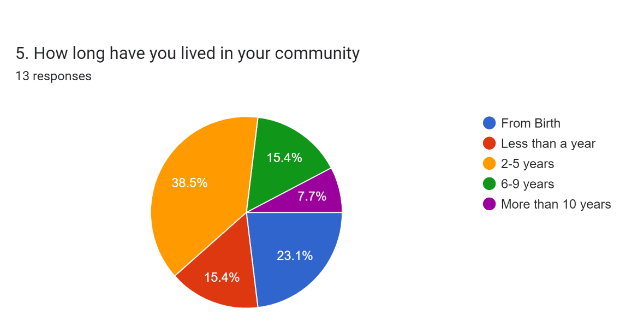 5. How long have you lived in your community
13 responses
From Birth
Less than a year
2-5 years
6-9 years
More than 10 years
15.4%
38.5%
7.7%
23.1%
15.4%